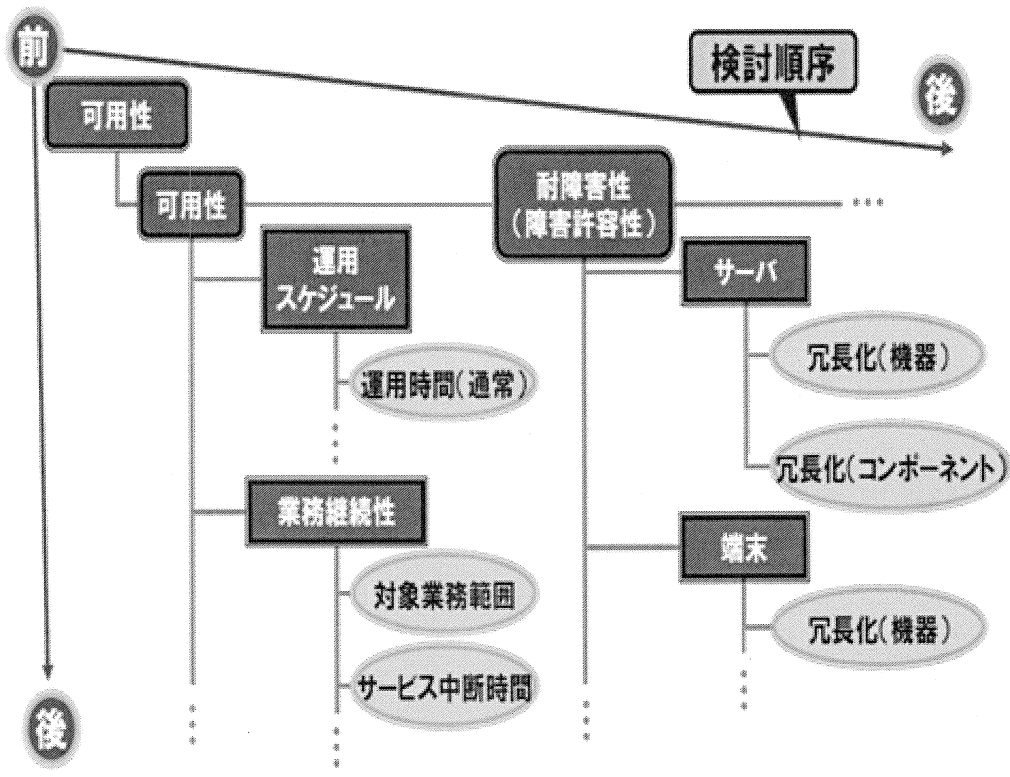 前
検討順序
後
可用性
可用性
耐障害性
（障害許容性）
運用
スケジュール
サーバ
冗長化（機器）
運用時間（通常）
冗長化（コンポーネント）
業務継続性
端末
対象業務範囲
冗長化（機器）
サービス中断時間
後